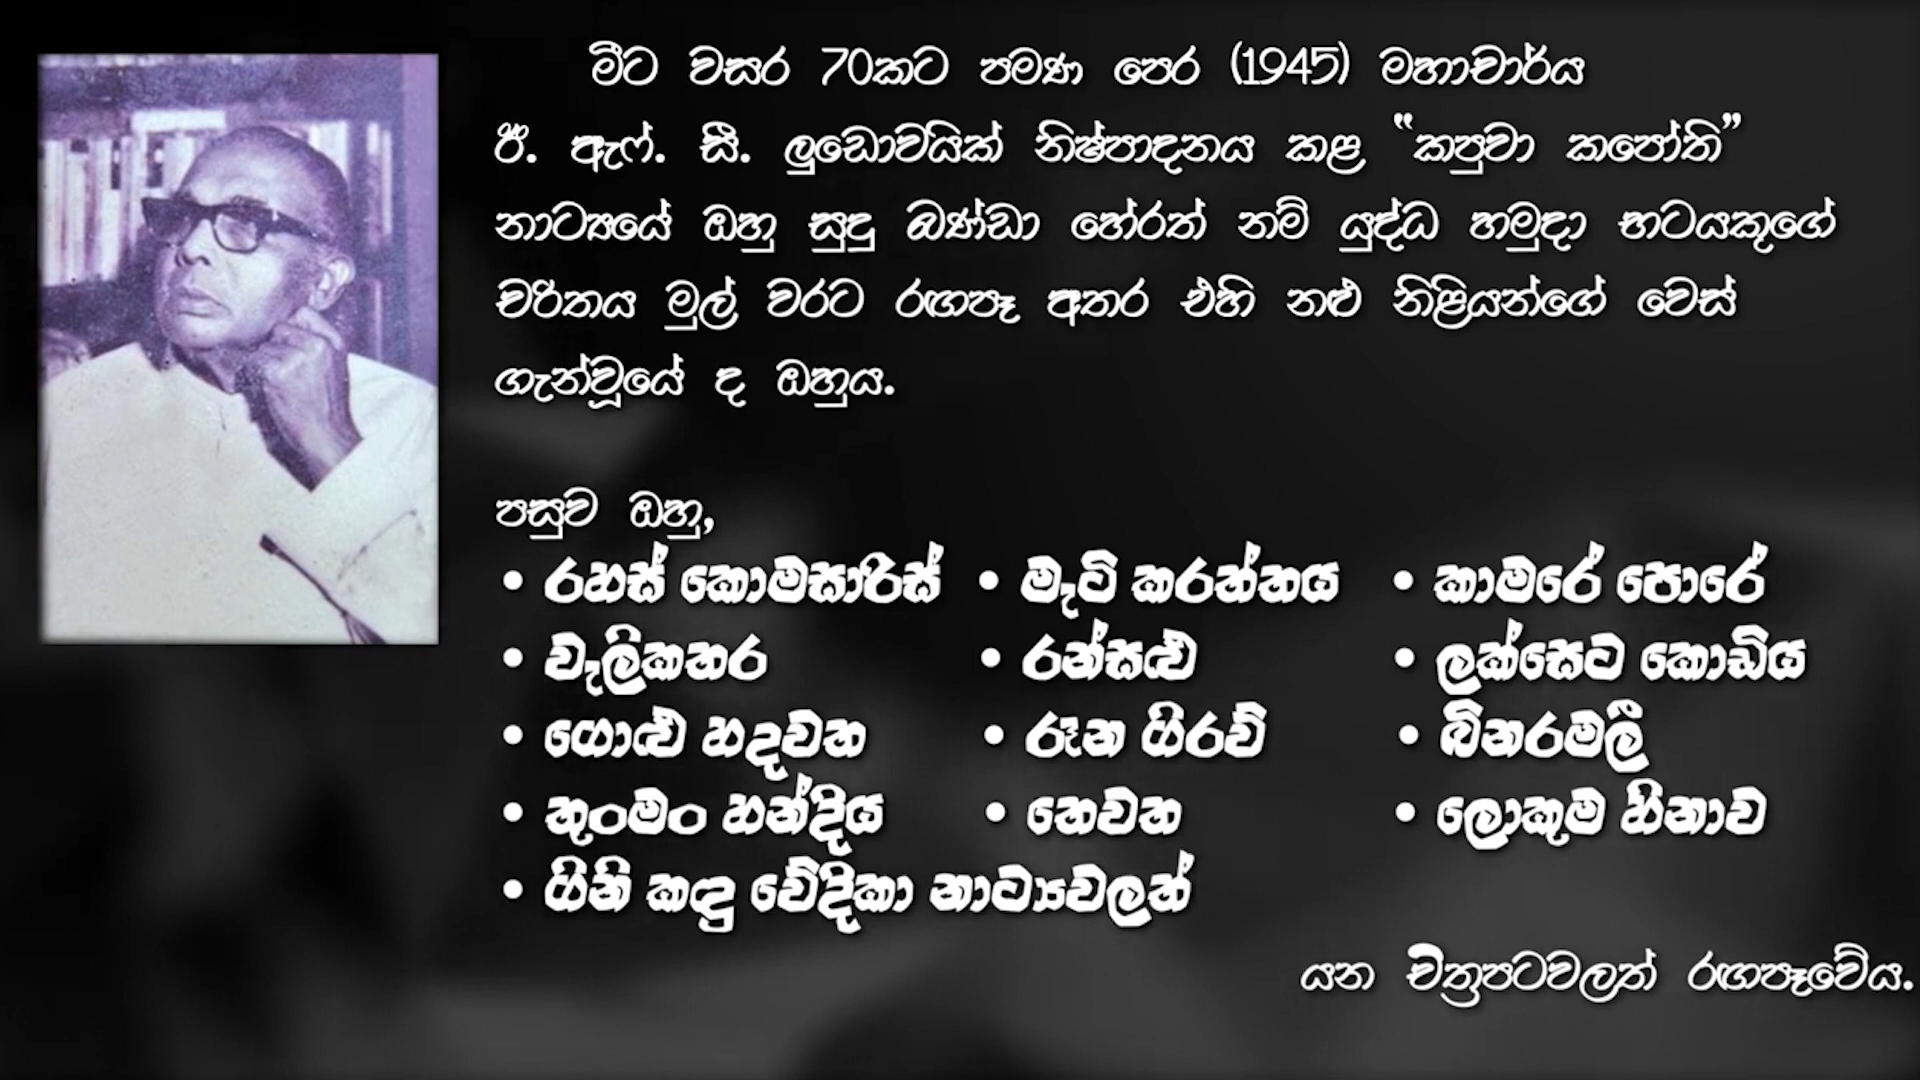 මීට වසර 70කට පමණ පෙර (1945) මහාචාර්ය
ඊ. ඇෆ්. සී. ලුඩොවයික් නිෂ්පාදනය කළ “කපුවා කපෝති”
නාට්‍යයේ ඔහු සුදු බණ්ඩා හේරත් නම් යුද්ධ හමුදා භටයකුගේ
චරිතය මුල් වරට රඟපෑ අතර එහි නළු නිළියන්ගේ වෙස්
ගැන්වූයේ ද ඔහුය.
පසුව ඔහු,
• රහස් කොමසාරිස් • මැටි කරත්තය • කාමරේ පොරේ
• වැලිකතර • රන්සළු • ලක්සෙට කොඩිය
• ගොළු හදවත • රෑන ගිරව් • බිනරමලී
• තුංමං හන්දිය • තෙවත • ලොකුම හිනාව
• ගිනි කඳු වේදිකා නාට්‍යවලත්
යන චිත්‍රපටවලත් රඟපෑවේය.